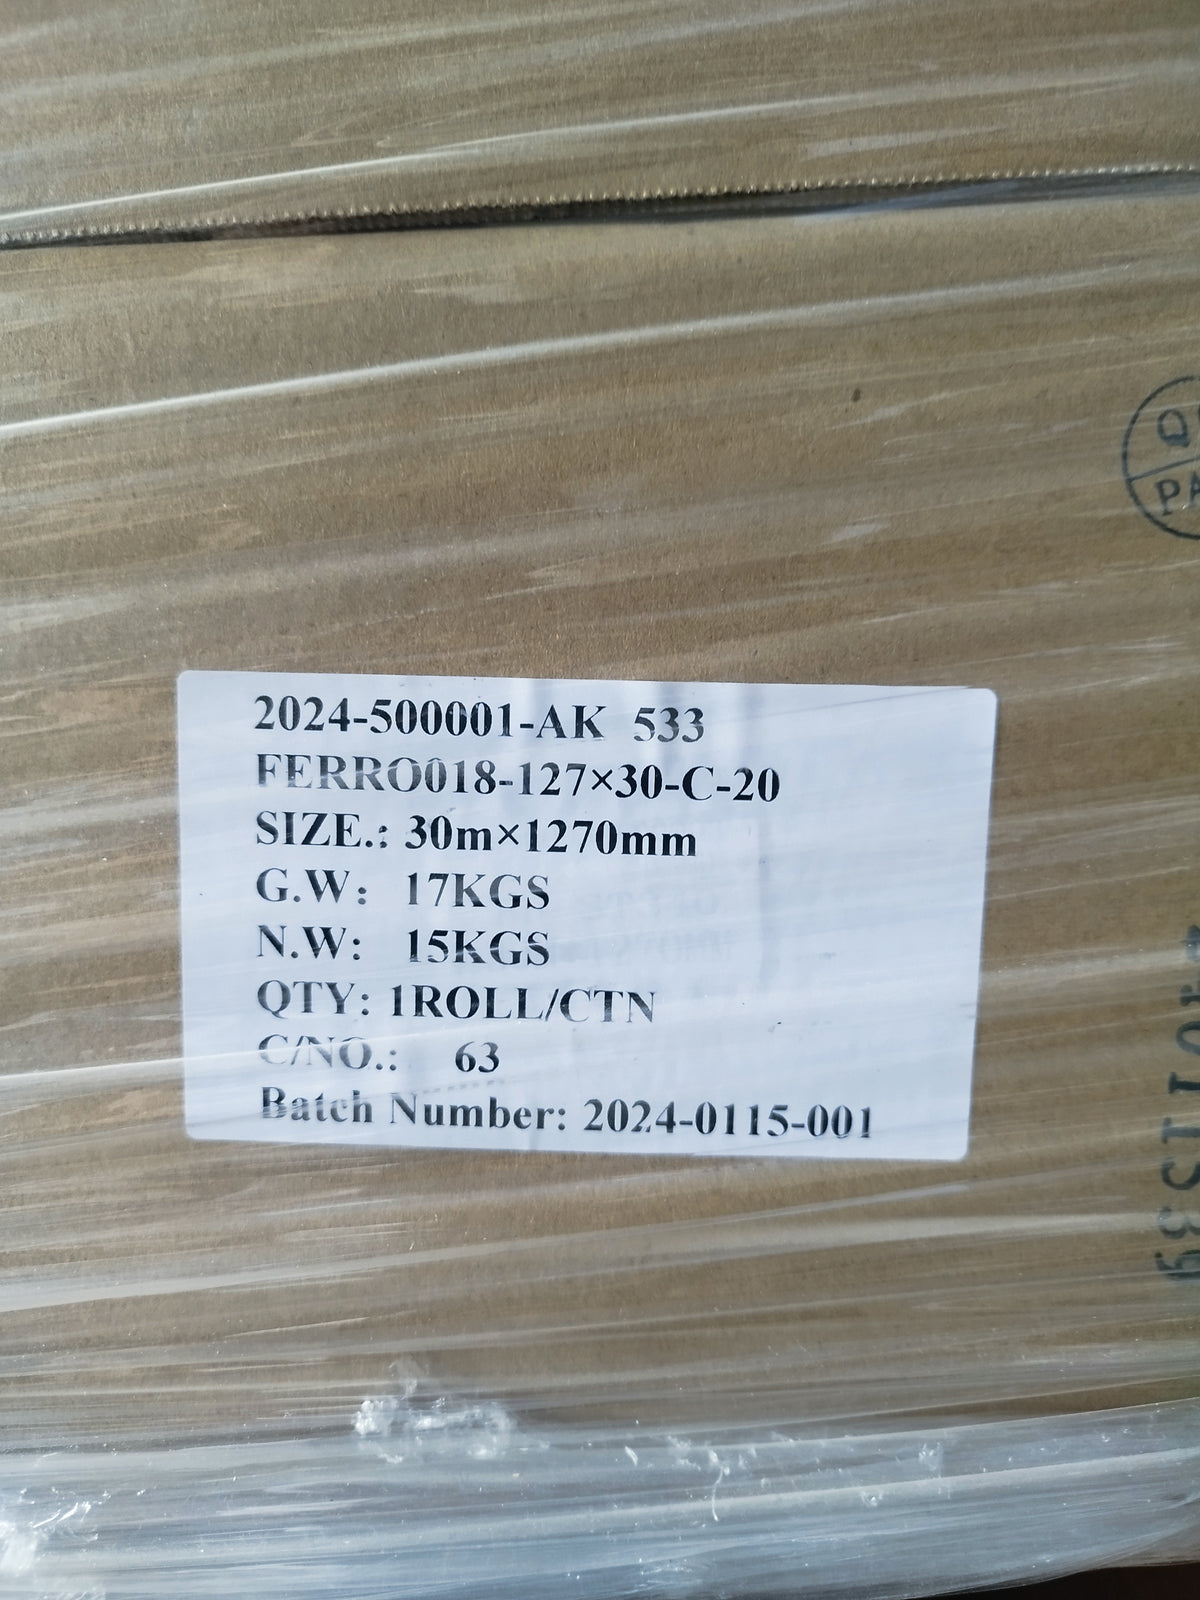 2024-500001-AK 533
FERRO018-127×30-C-20
SIZE.: 30m×1270mm
G.W: 17KGS
N.W: 15KGS
QTY: 1ROLL/CTN
C/NO.: 63
Batch Number: 2024-0115-001